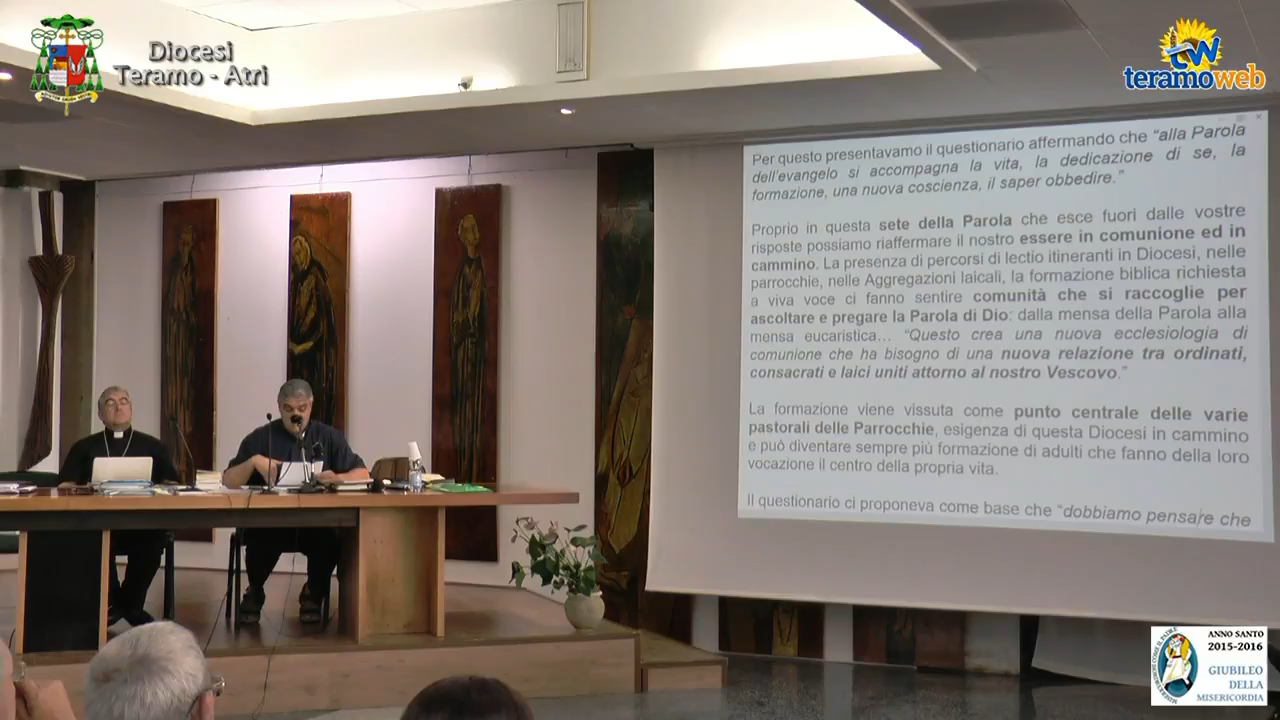 Diocesi
Teramo - Atri
teramoweb
Per questo presentavamo il questionario affermando che “alla Parola
dell’evangelo si accompagna la vita, la dedicazione di se, la
formazione, una nuova coscienza, il saper obbedire.”
Proprio in questa sete della Parola che esce fuori dalle vostre
risposte possiamo riaffermare il nostro essere in comunione ed in
cammino. La presenza di percorsi di lectio itineranti in Diocesi, nelle
parrocchie, nelle Aggregazioni laicali, la formazione biblica richiesta
a viva voce ci fanno sentire comunità che si raccoglie per
ascoltare e pregare la Parola di Dio: dalla mensa della Parola alla
mensa eucaristica… “Questo crea una nuova ecclesiologia di
comunione che ha bisogno di una nuova relazione tra ordinati,
consacrati e laici uniti attorno al nostro Vescovo.”
La formazione viene vissuta come punto centrale delle varie
pastorali delle Parrocchie, esigenza di questa Diocesi in cammino
e può diventare sempre più formazione di adulti che fanno della loro
vocazione il centro della propria vita.
Il questionario ci proponeva come base che “dobbiamo pensare che
ANNO SANTO
2015-2016
GIUBILEO
DELLA
MISERICORDIA